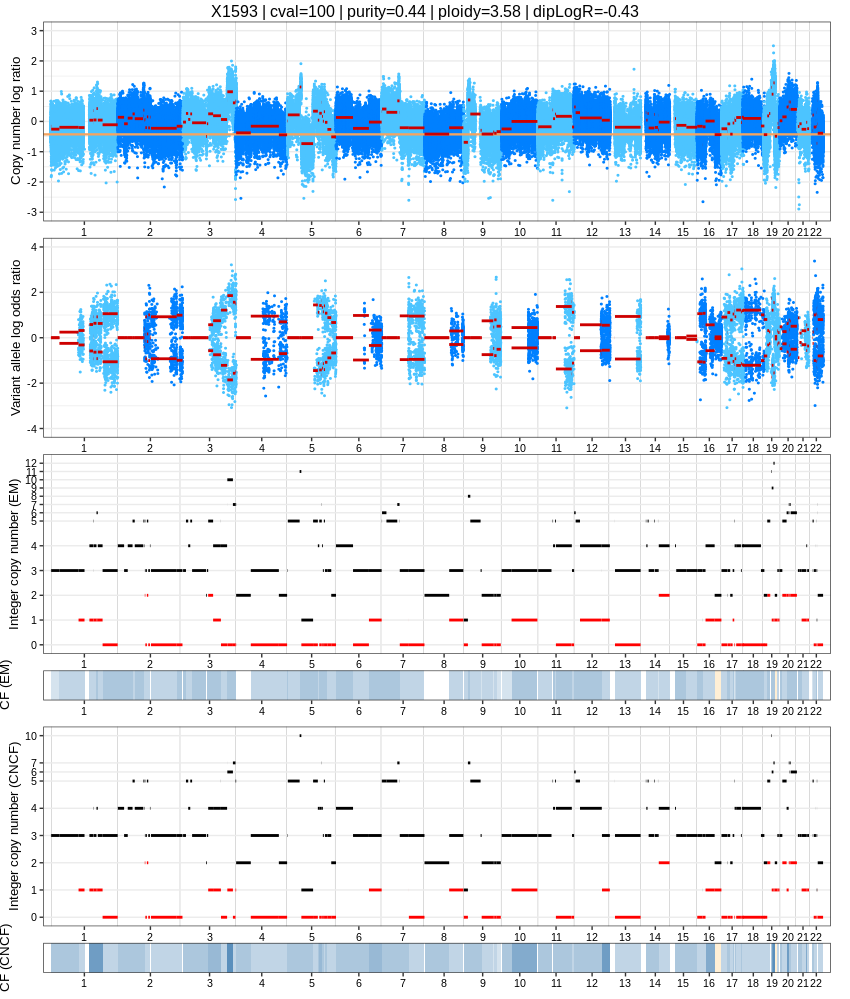 X1593 | cval=100 | purity=0.44 | ploidy=3.58 | dipLogR=-0.43
Copy number log ratio
3
2
1
0
-1
-2
-3
1 2 3 4 5 6 7 8 9 10 11 12 13 14 15 16 17 18 19 20 21 22
Variant allele log odds ratio
4
2
0
-2
-4
1 2 3 4 5 6 7 8 9 10 11 12 13 14 15 16 17 18 19 20 21 22
Integer copy number (EM)
12
11
10
9
8
7
6
5
4
3
2
1
0
1 2 3 4 5 6 7 8 9 10 11 12 13 14 15 16 17 18 19 20 21 22
CF (EM)
1 2 3 4 5 6 7 8 9 10 11 12 13 14 15 16 17 18 19 20 21 22
Integer copy number (CNCF)
10
7
6
5
4
3
2
1
0
1 2 3 4 5 6 7 8 9 10 11 12 13 14 15 16 17 18 19 20 21 22
CF (CNCF)
1 2 3 4 5 6 7 8 9 10 11 12 13 14 15 16 17 18 19 20 21 22